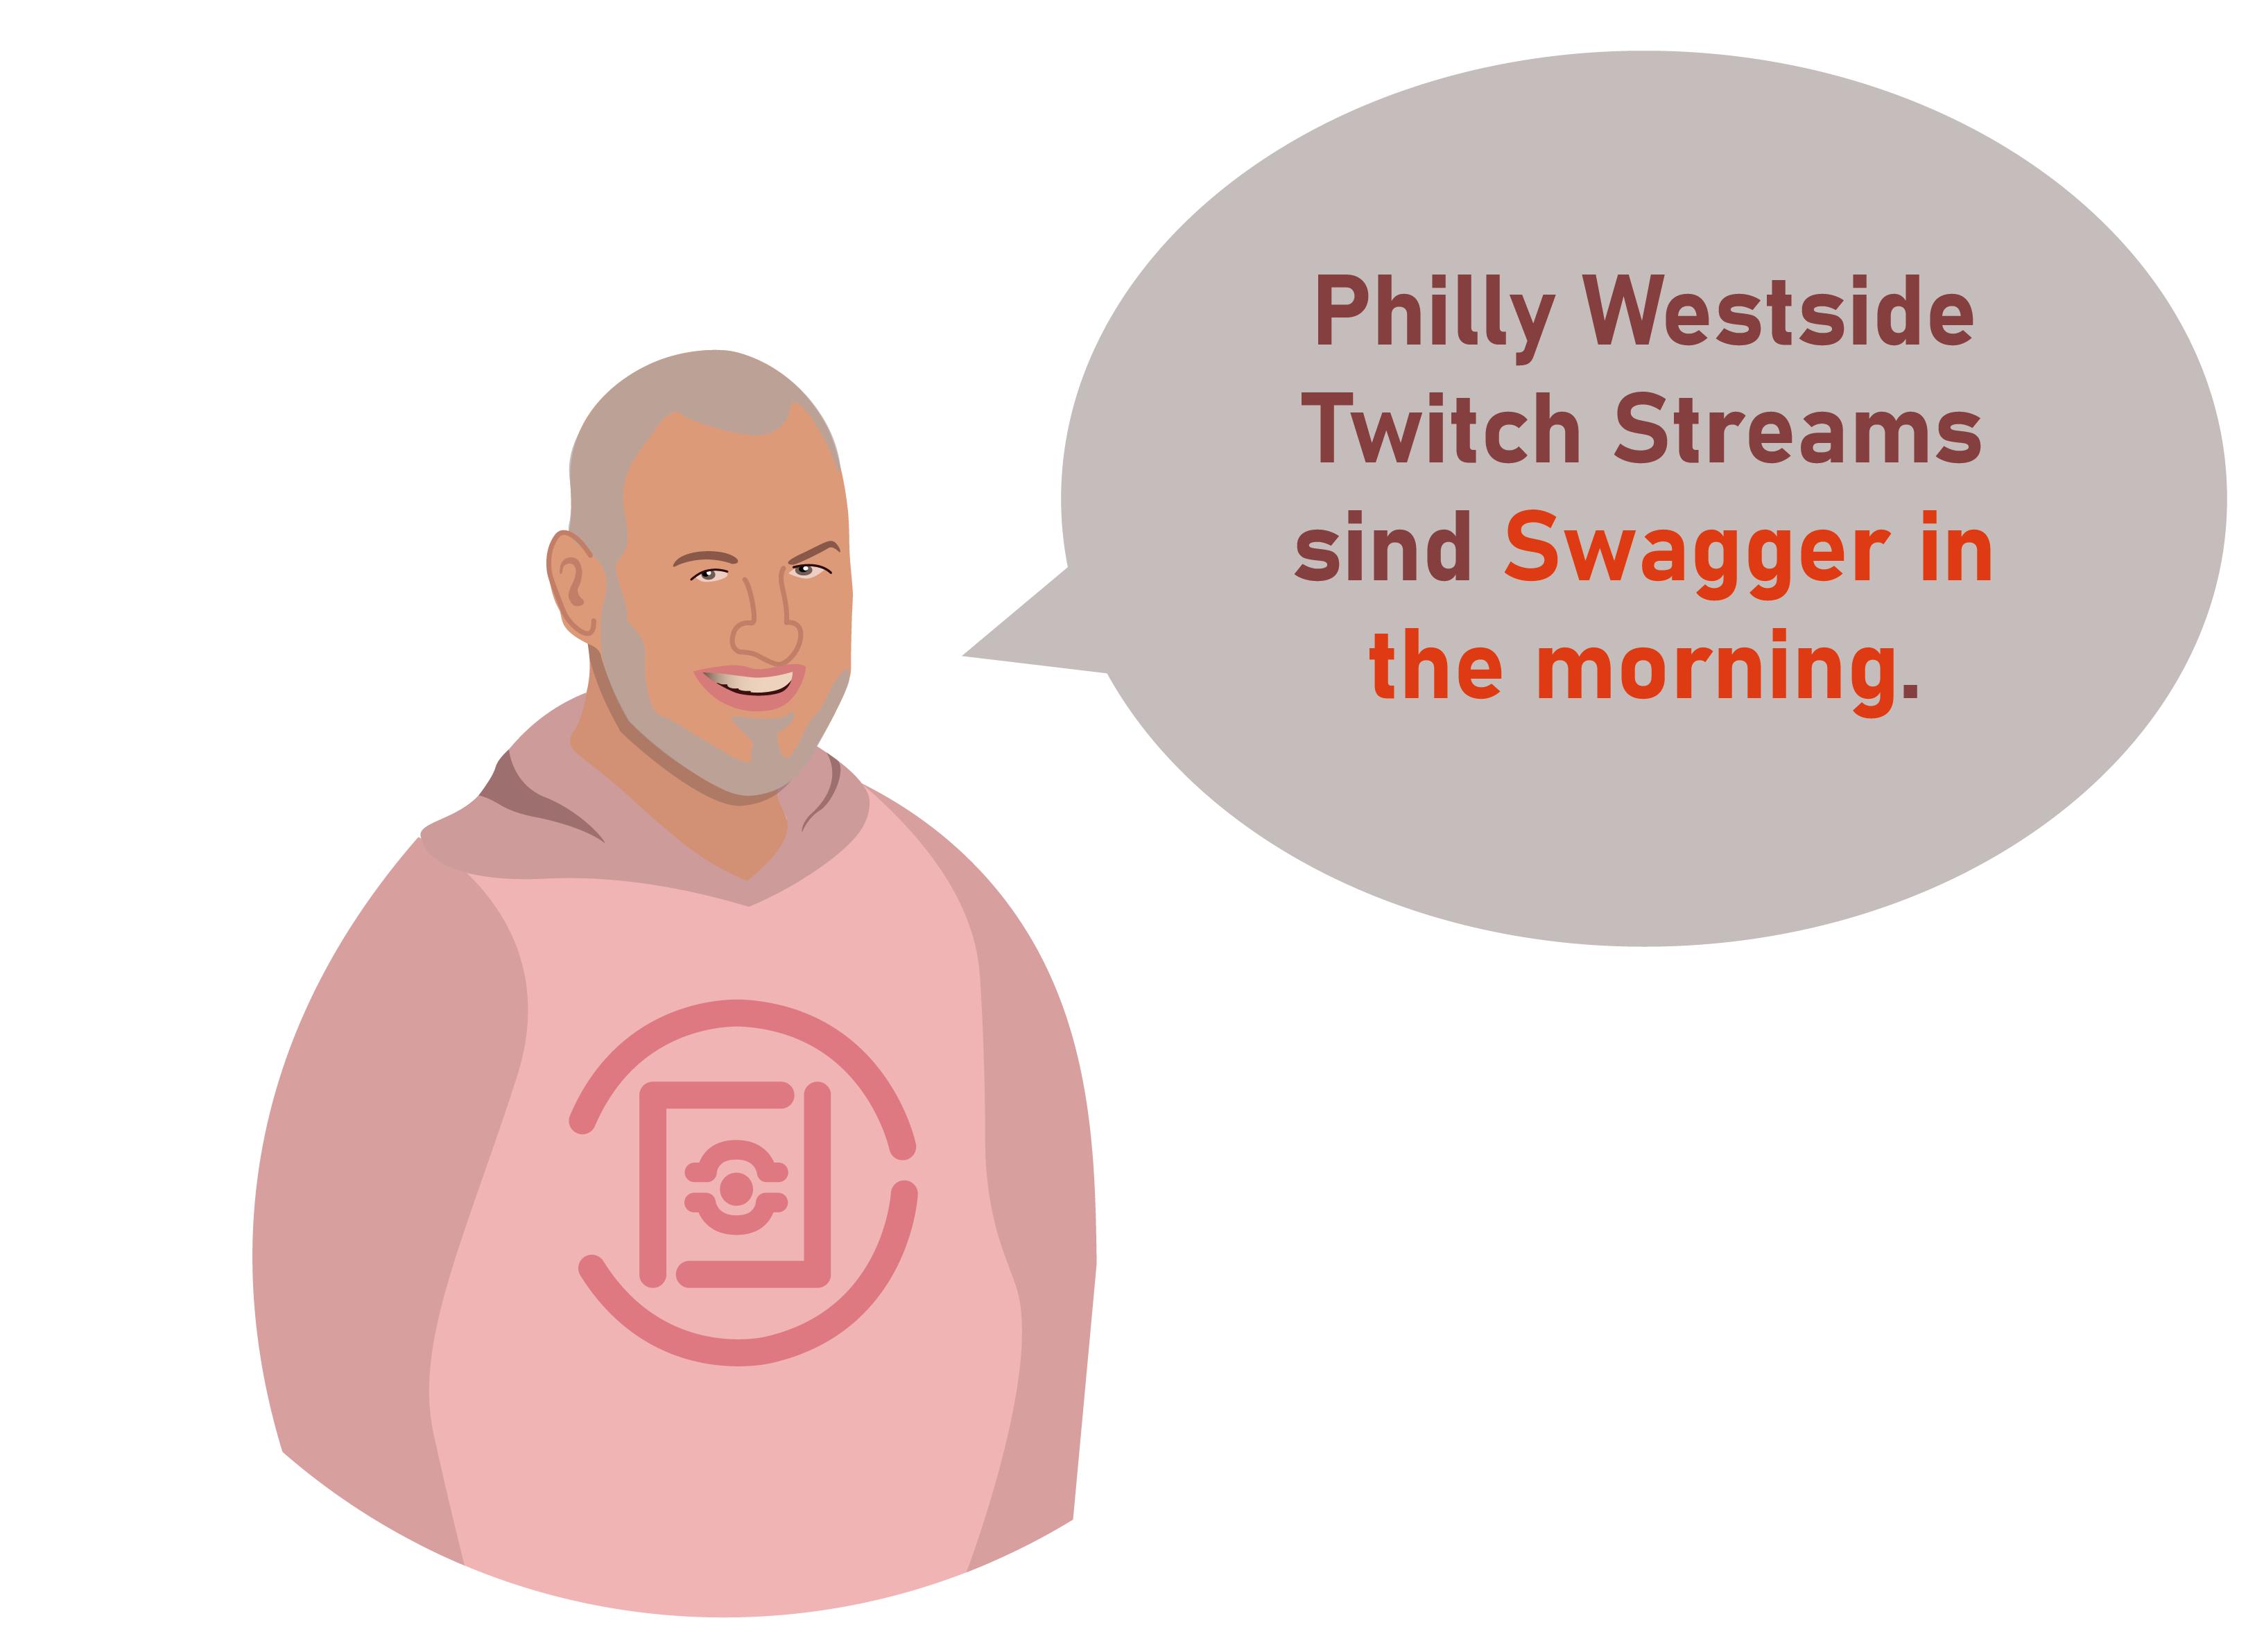 Philly Westside
Twitch Streams
sind Swagger in
the morning.